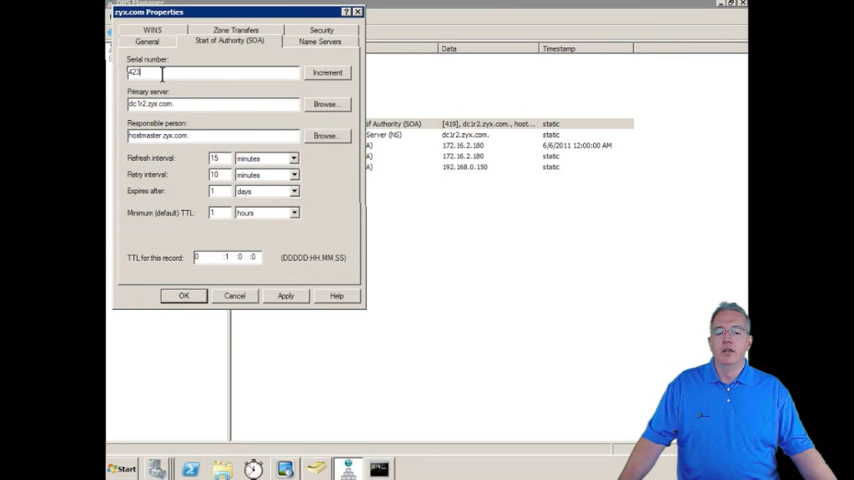 zyx.com Properties
WINS Zone Transfers Security
General Start of Authority (SOA) Name Servers
Serial number:
423 Increment
Primary server:
dc1r2.zyx.com. Browse...
Responsible person:
hostmaster.zyx.com. Browse...
Refresh interval: 15 minutes
Retry interval: 10 minutes
Expires after: 1 days
Minimum (default) TTL: 1 hours
TTL for this record: 0 :1 :0 :0 (DDDDD:HH.MM.SS)
OK Cancel Apply Help
Data Timestamp
of Authority (SOA) [419], dc1r2.zyx.com., host... static
Server (NS) dc1r2.zyx.com. static
A) 172.16.2.180 6/6/2011 12:00:00 AM
A) 172.16.2.180 static
A) 192.168.0.150 static
Start